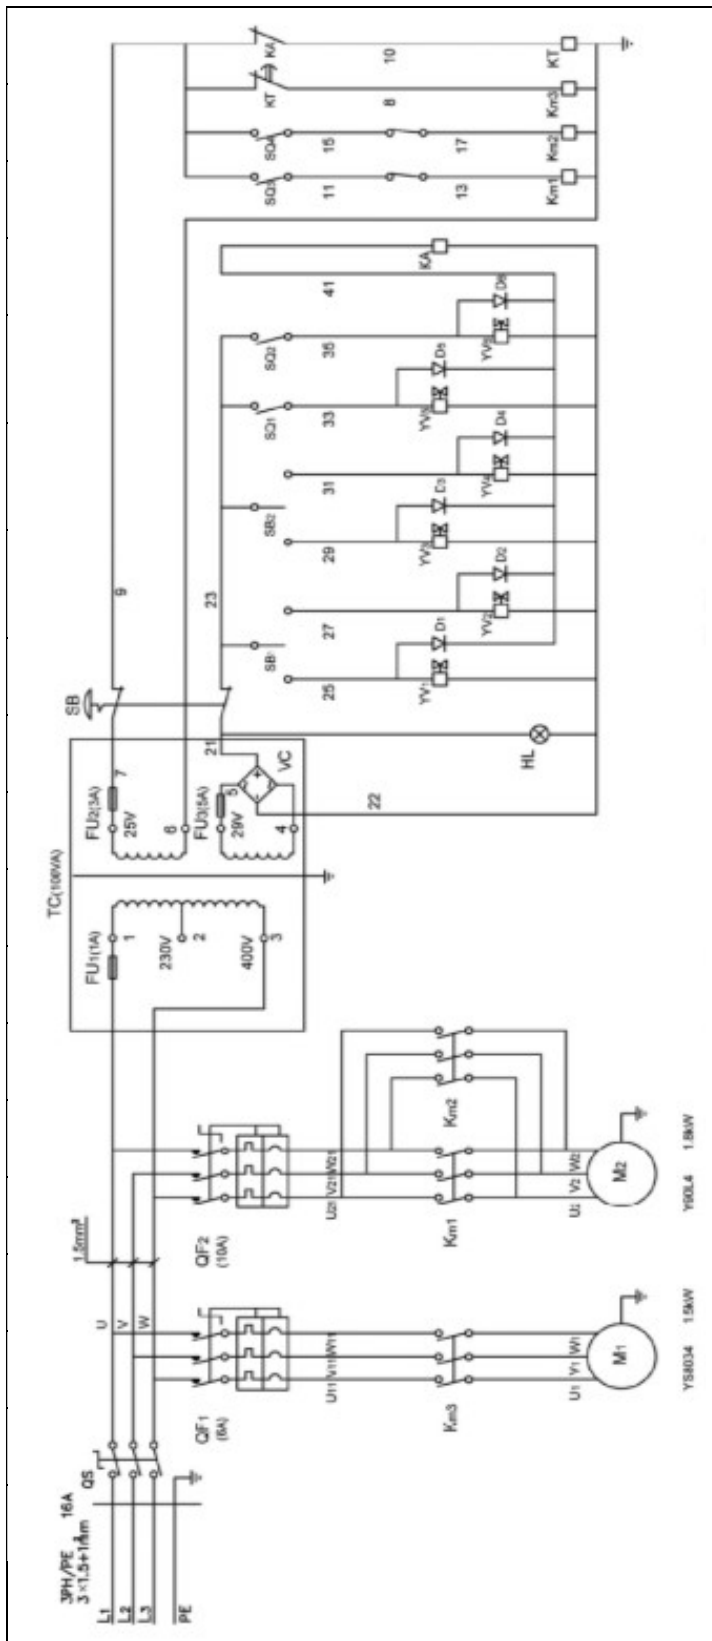 3PH/PE 16A
3×1.5+1mm²
L1
L2
L3
PE
QS
U
V
W
1.5mm²
QF1
(6A)
U11
V11
W11
Km3
U1
V1
W1
M1
YS8034 1.5kW
QF2
(10A)
U21
V21
W21
Km1
Km2
U2
V2
W2
M2
Y90L4 1.8kW
TC(100VA)
FU1(1A)
1
230V
2
400V
3
FU2(3A)
7
25V
6
FU3(5A)
5
29V
4
VC
21
22
HL
SB
9
23
SB1
25
27
SB2
29
31
SQ1
33
SQ2
35
41
YV1
D1
YV2
D2
YV3
D3
YV4
D4
YV5
D5
D6
KA
SQ3
11
13
Km1
SQ4
15
17
Km2
KT
8
Km3
KA
10
KT